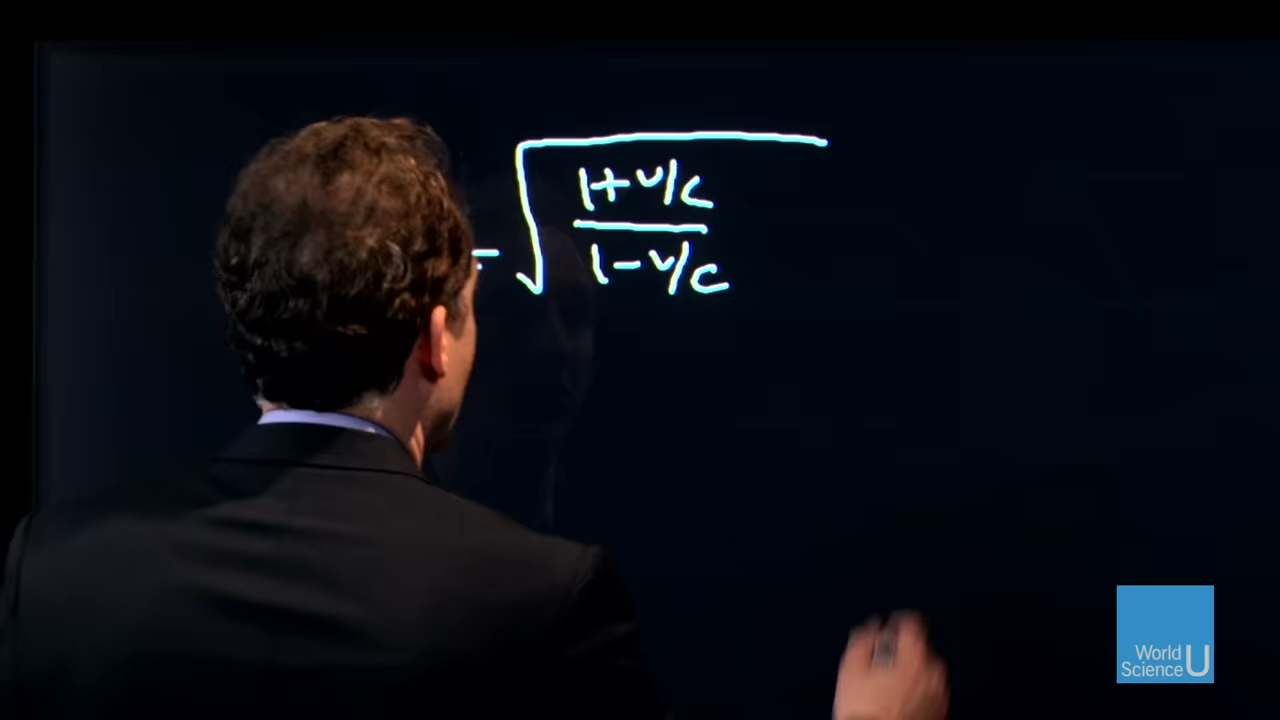 = √
1+v/c
1-v/c
World
Science U